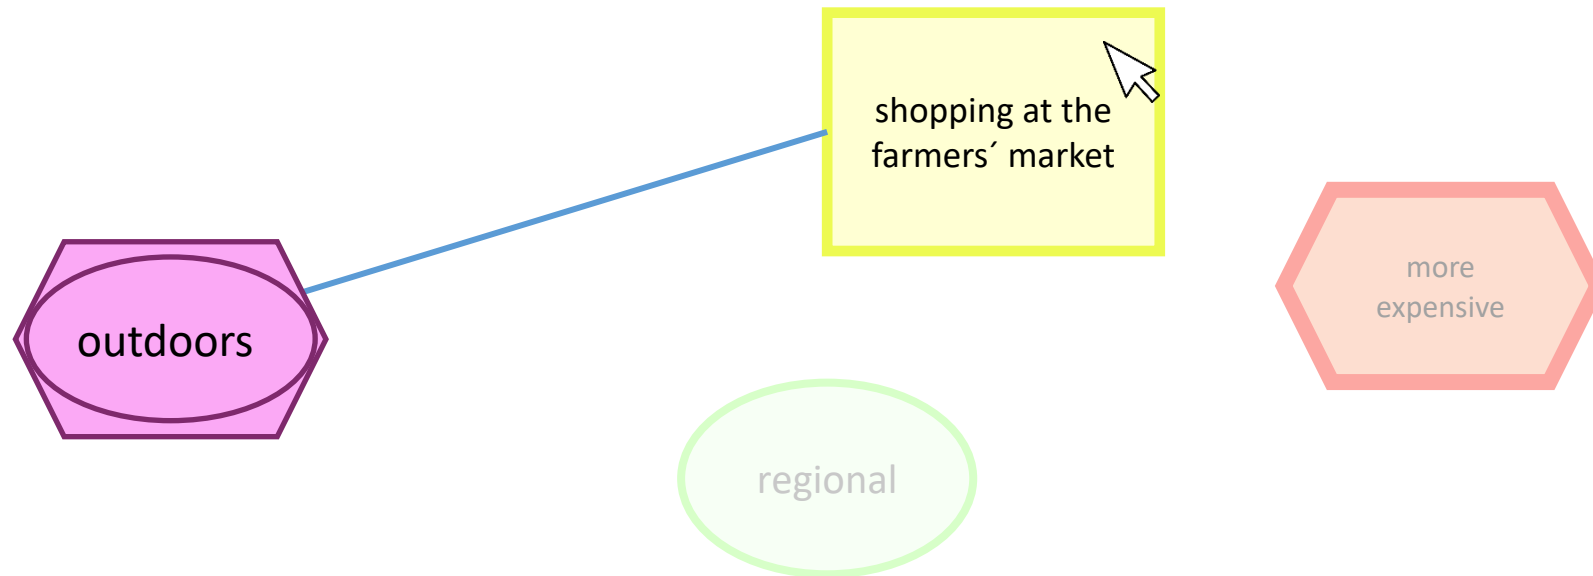 shopping at the
farmers´ market
outdoors
more
expensive
regional